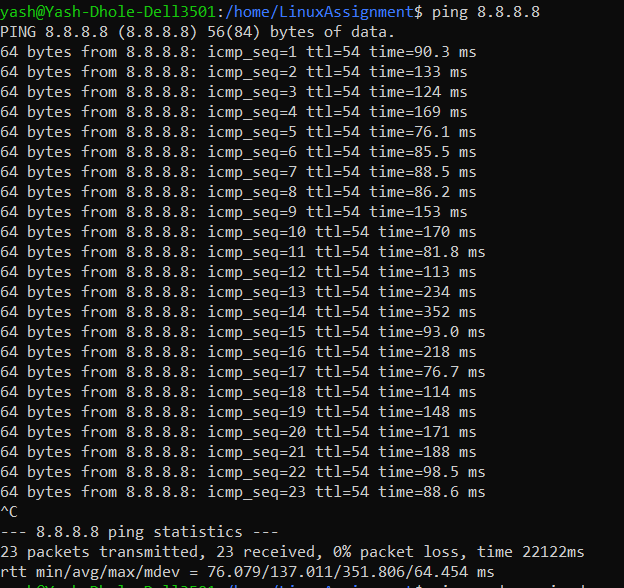 yash@Yash-Dhole-Dell3501:/home/LinuxAssignment$ ping 8.8.8.8
PING 8.8.8.8 (8.8.8.8) 56(84) bytes of data.
64 bytes from 8.8.8.8: icmp_seq=1 ttl=54 time=90.3 ms
64 bytes from 8.8.8.8: icmp_seq=2 ttl=54 time=133 ms
64 bytes from 8.8.8.8: icmp_seq=3 ttl=54 time=124 ms
64 bytes from 8.8.8.8: icmp_seq=4 ttl=54 time=169 ms
64 bytes from 8.8.8.8: icmp_seq=5 ttl=54 time=76.1 ms
64 bytes from 8.8.8.8: icmp_seq=6 ttl=54 time=85.5 ms
64 bytes from 8.8.8.8: icmp_seq=7 ttl=54 time=88.5 ms
64 bytes from 8.8.8.8: icmp_seq=8 ttl=54 time=86.2 ms
64 bytes from 8.8.8.8: icmp_seq=9 ttl=54 time=153 ms
64 bytes from 8.8.8.8: icmp_seq=10 ttl=54 time=170 ms
64 bytes from 8.8.8.8: icmp_seq=11 ttl=54 time=81.8 ms
64 bytes from 8.8.8.8: icmp_seq=12 ttl=54 time=113 ms
64 bytes from 8.8.8.8: icmp_seq=13 ttl=54 time=234 ms
64 bytes from 8.8.8.8: icmp_seq=14 ttl=54 time=352 ms
64 bytes from 8.8.8.8: icmp_seq=15 ttl=54 time=93.0 ms
64 bytes from 8.8.8.8: icmp_seq=16 ttl=54 time=218 ms
64 bytes from 8.8.8.8: icmp_seq=17 ttl=54 time=76.7 ms
64 bytes from 8.8.8.8: icmp_seq=18 ttl=54 time=114 ms
64 bytes from 8.8.8.8: icmp_seq=19 ttl=54 time=148 ms
64 bytes from 8.8.8.8: icmp_seq=20 ttl=54 time=171 ms
64 bytes from 8.8.8.8: icmp_seq=21 ttl=54 time=188 ms
64 bytes from 8.8.8.8: icmp_seq=22 ttl=54 time=98.5 ms
64 bytes from 8.8.8.8: icmp_seq=23 ttl=54 time=88.6 ms
^C
--- 8.8.8.8 ping statistics ---
23 packets transmitted, 23 received, 0% packet loss, time 22122ms
rtt min/avg/max/mdev = 76.079/137.011/351.806/64.454 ms